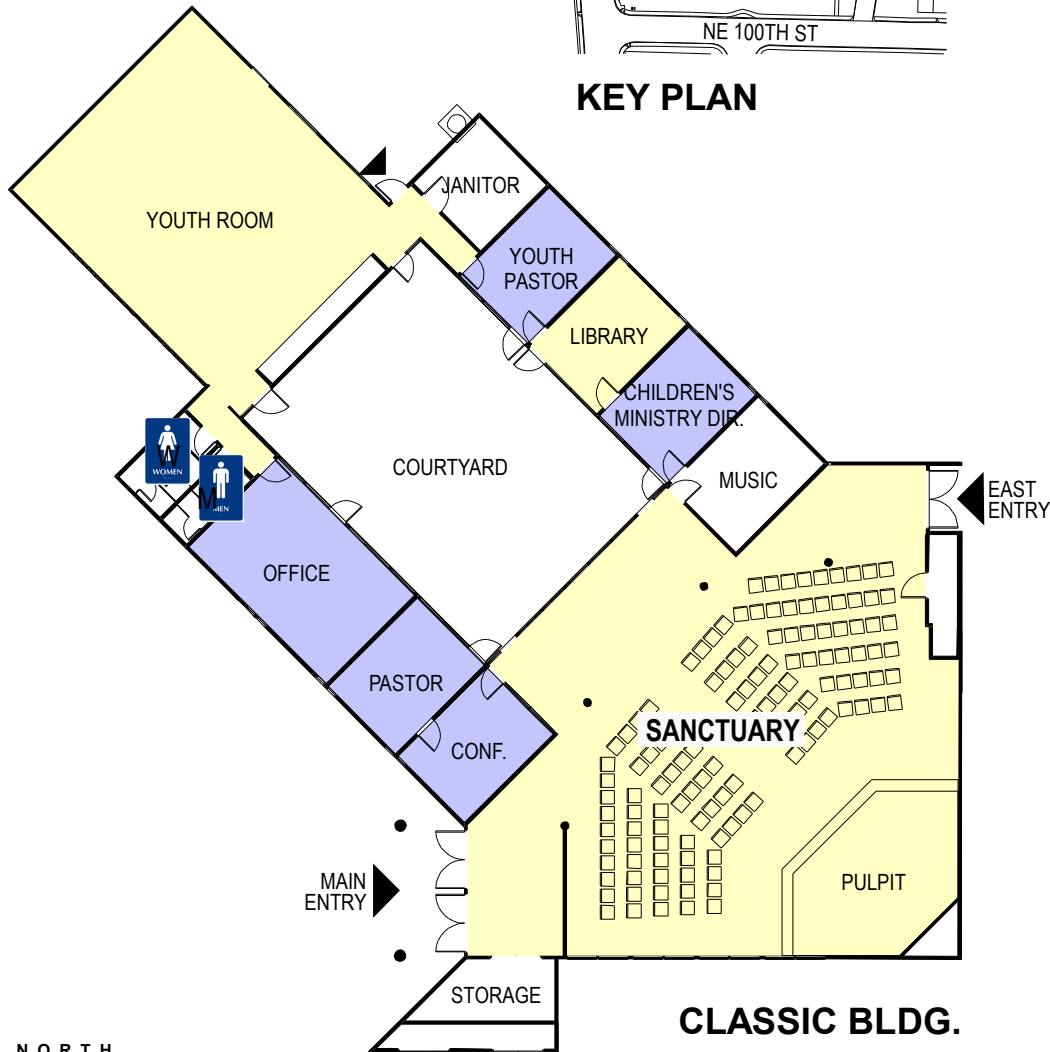 NE 100TH ST
KEY PLAN
JANITOR
YOUTH ROOM
YOUTH
PASTOR
LIBRARY
CHILDREN'S
MINISTRY DIR.
W
WOMEN
M
MEN
COURTYARD
MUSIC
EAST
ENTRY
OFFICE
PASTOR
SANCTUARY
CONF.
MAIN
ENTRY
PULPIT
STORAGE
CLASSIC BLDG.
NORTH